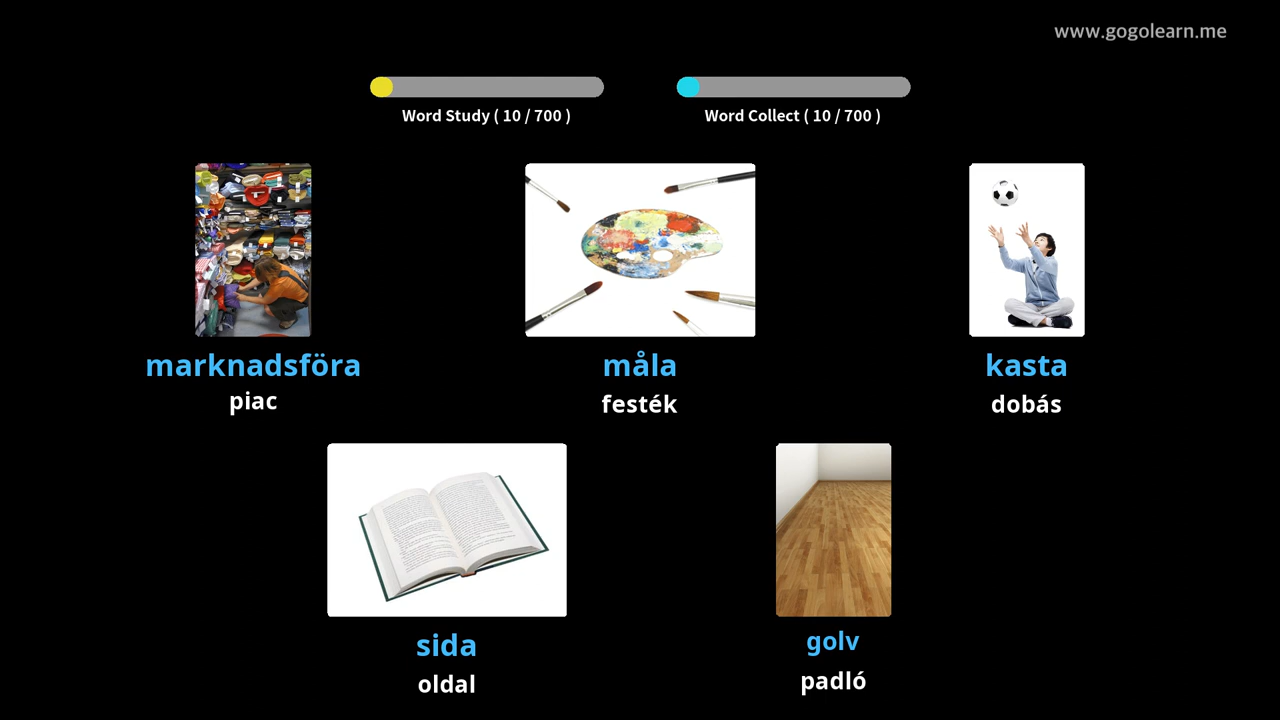 www.gogolearn.me
Word Study ( 10 / 700 )
Word Collect ( 10 / 700 )
marknadsföra
piac
måla
festék
kasta
dobás
sida
oldal
golv
padló